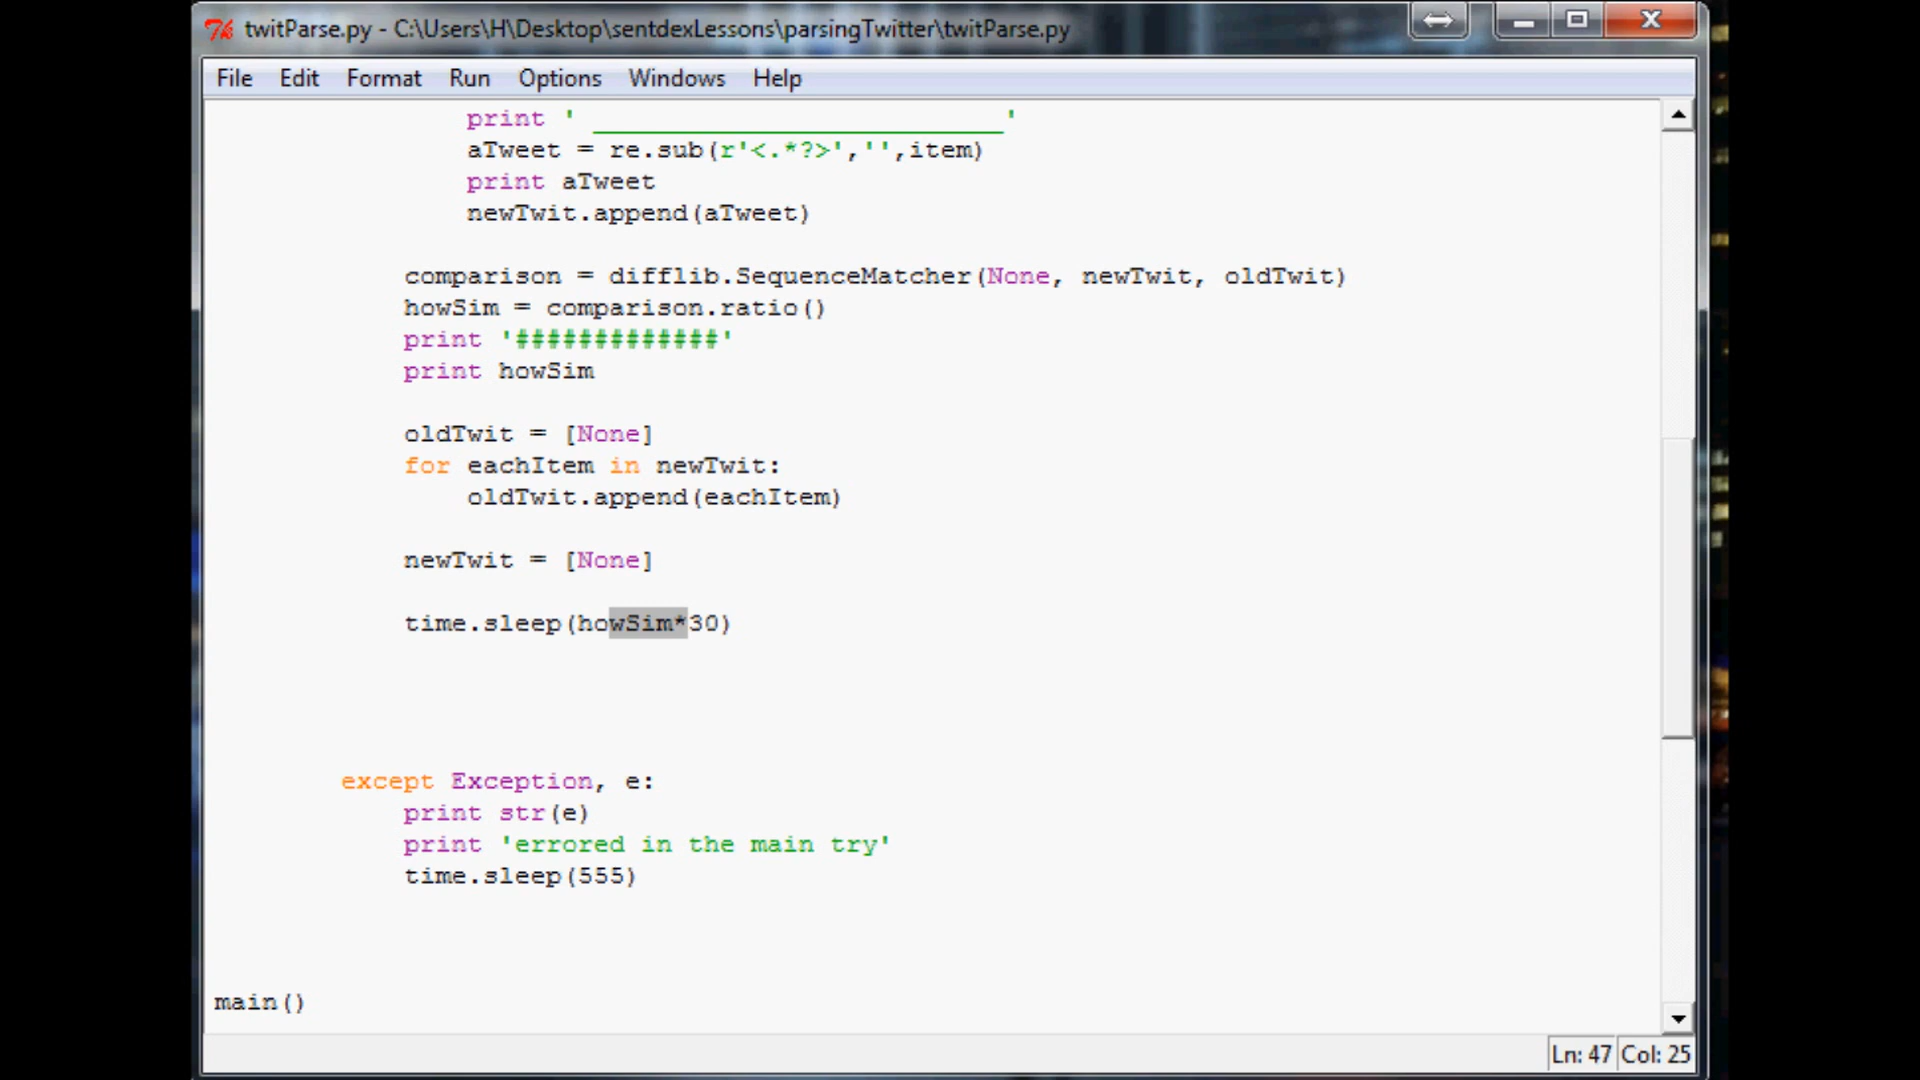 twitParse.py - C:\Users\H\Desktop\sentdexLessons\parsingTwitter\twitParse.py
File Edit Format Run Options Windows Help
print ' __________________________'
aTweet = re.sub(r'<.*?>','',item)
print aTweet
newTwit.append(aTweet)
comparison = difflib.SequenceMatcher(None, newTwit, oldTwit)
howSim = comparison.ratio()
print '#############'
print howSim
oldTwit = [None]
for eachItem in newTwit:
oldTwit.append(eachItem)
newTwit = [None]
time.sleep(howSim*30)
except Exception, e:
print str(e)
print 'errored in the main try'
time.sleep(555)
main()
Ln: 47 Col: 25